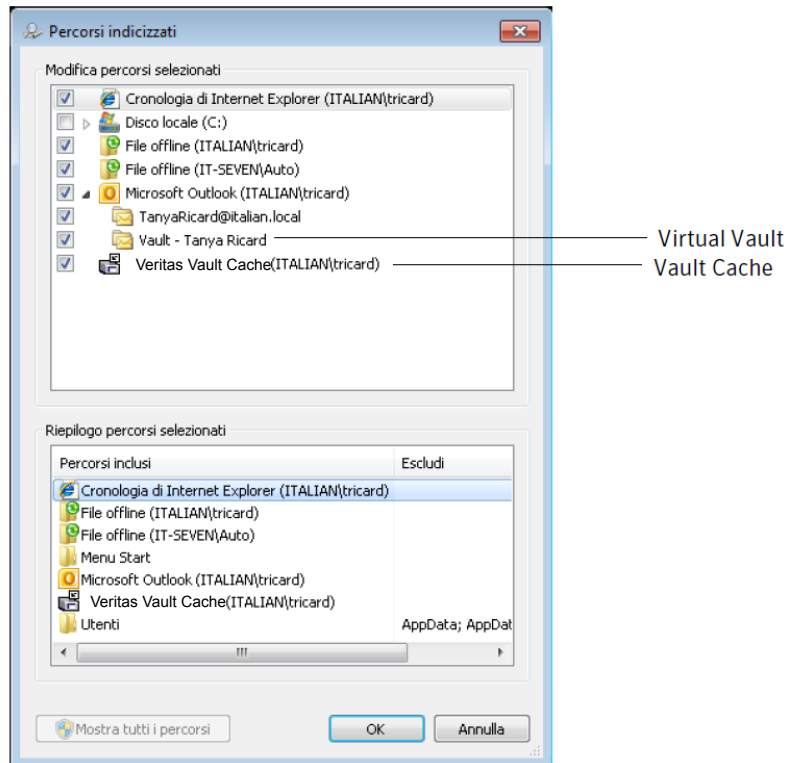 Percorsi indicizzati
Modifica percorsi selezionati
Cronologia di Internet Explorer (ITALIAN\tricard)
Disco locale (C:)
File offline (ITALIAN\tricard)
File offline (IT-SEVEN\Auto)
Microsoft Outlook (ITALIAN\tricard)
TanyaRicard@italian.local
Vault - Tanya Ricard
Virtual Vault
Veritas Vault Cache(ITALIAN\tricard)
Vault Cache
Riepilogo percorsi selezionati
Percorsi inclusi Escludi
Cronologia di Internet Explorer (ITALIAN\tricard)
File offline (ITALIAN\tricard)
File offline (IT-SEVEN\Auto)
Menu Start
Microsoft Outlook (ITALIAN\tricard)
Veritas Vault Cache(ITALIAN\tricard)
Utenti AppData; AppDat
Mostra tutti i percorsi OK Annulla